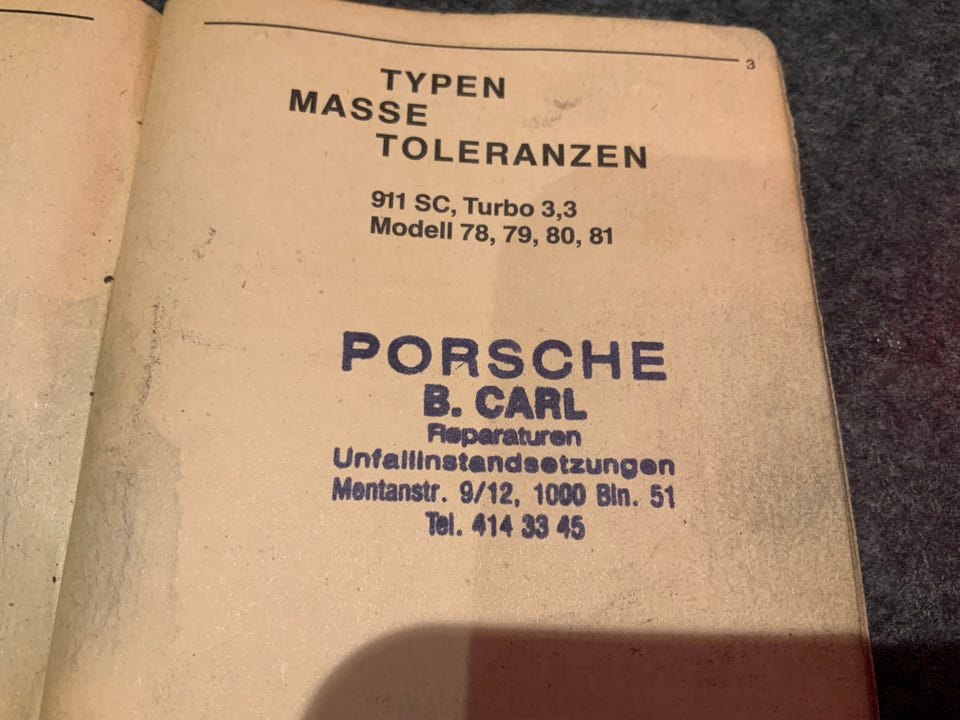 3
TYPEN
MASSE
TOLERANZEN
911 SC, Turbo 3,3
Modell 78, 79, 80, 81
PORSCHE
B. CARL
Reparaturen
Unfallinstandsetzungen
Mentanstr. 9/12, 1000 Bln. 51
Tel. 414 33 45